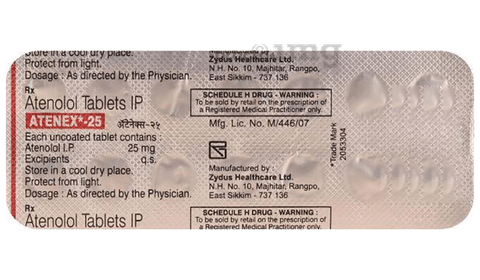 Store in a cool dry place.
Protect from light.
Dosage : As directed by the Physician.
Rx
Atenolol Tablets IP
ATENEX*-25 ॲटेनेक्स-२५
Each uncoated tablet contains :
Atenolol I.P. 25 mg
Excipients q.s.
Store in a cool dry place.
Protect from light.
Dosage : As directed by the Physician.
Rx
Atenolol Tablets IP
Manufactured by :
Zydus Healthcare Ltd.
N.H. No. 10, Majhitar, Rangpo,
East Sikkim - 737 136
SCHEDULE H DRUG - WARNING :
To be sold by retail on the prescription of
a Registered Medical Practitioner only.
Mfg. Lic. No. M/446/07
Manufactured by :
Zydus Healthcare Ltd.
N.H. No. 10, Majhitar, Rangpo,
East Sikkim - 737 136
SCHEDULE H DRUG - WARNING :
To be sold by retail on the prescription of
a Registered Medical Practitioner only.
*Trade Mark
2053304
1mg